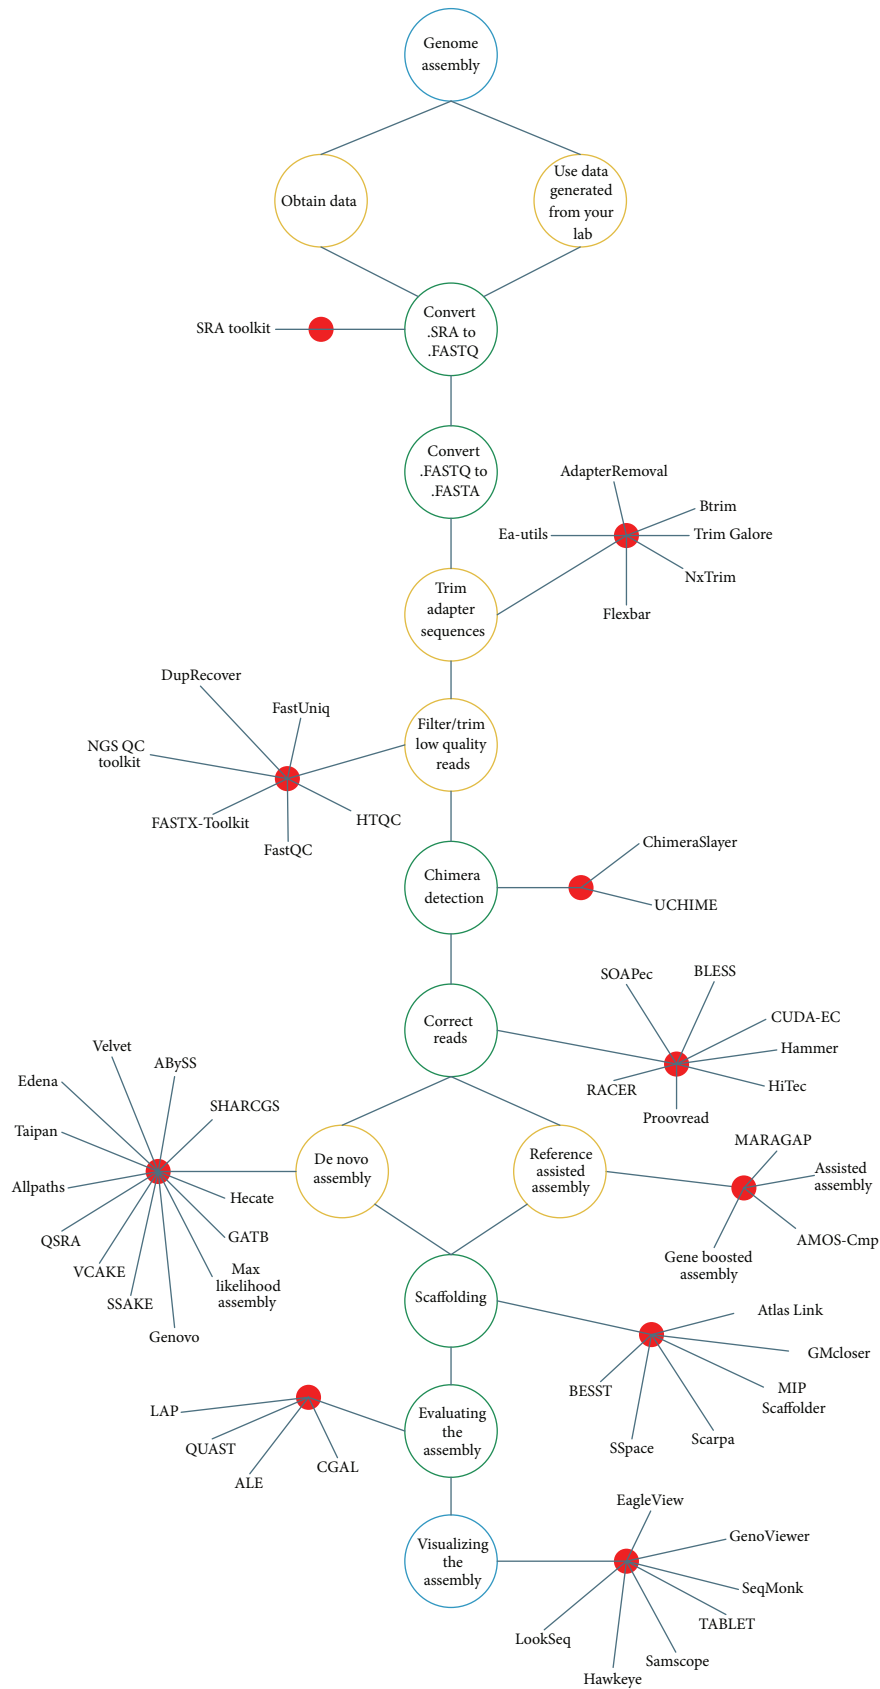 Genome
assembly
Obtain data
Use data
generated
from your
lab
Convert
.SRA to
.FASTQ
SRA toolkit
Convert
.FASTQ to
.FASTA
AdapterRemoval
Btrim
Ea-utils
Trim Galore
NxTrim
Flexbar
Trim
adapter
sequences
DupRecover
FastUniq
NGS QC
toolkit
FASTX-Toolkit
HTQC
FastQC
Filter/trim
low quality
reads
Chimera
detection
ChimeraSlayer
UCHIME
Correct
reads
SOAPec
BLESS
CUDA-EC
Hammer
HiTec
RACER
Proovread
Velvet
ABySS
Edena
SHARCGS
Taipan
Allpaths
Hecate
QSRA
GATB
VCAKE
Max
likelihood
assembly
SSAKE
Genovo
De novo
assembly
Reference
assisted
assembly
MARAGAP
Assisted
assembly
AMOS-Cmp
Gene boosted
assembly
Scaffolding
Atlas Link
GMcloser
BESST
MIP
Scaffolder
Scarpa
SSpace
Evaluating
the
assembly
LAP
QUAST
ALE
CGAL
Visualizing
the
assembly
EagleView
GenoViewer
SeqMonk
TABLET
LookSeq
Samscope
Hawkeye